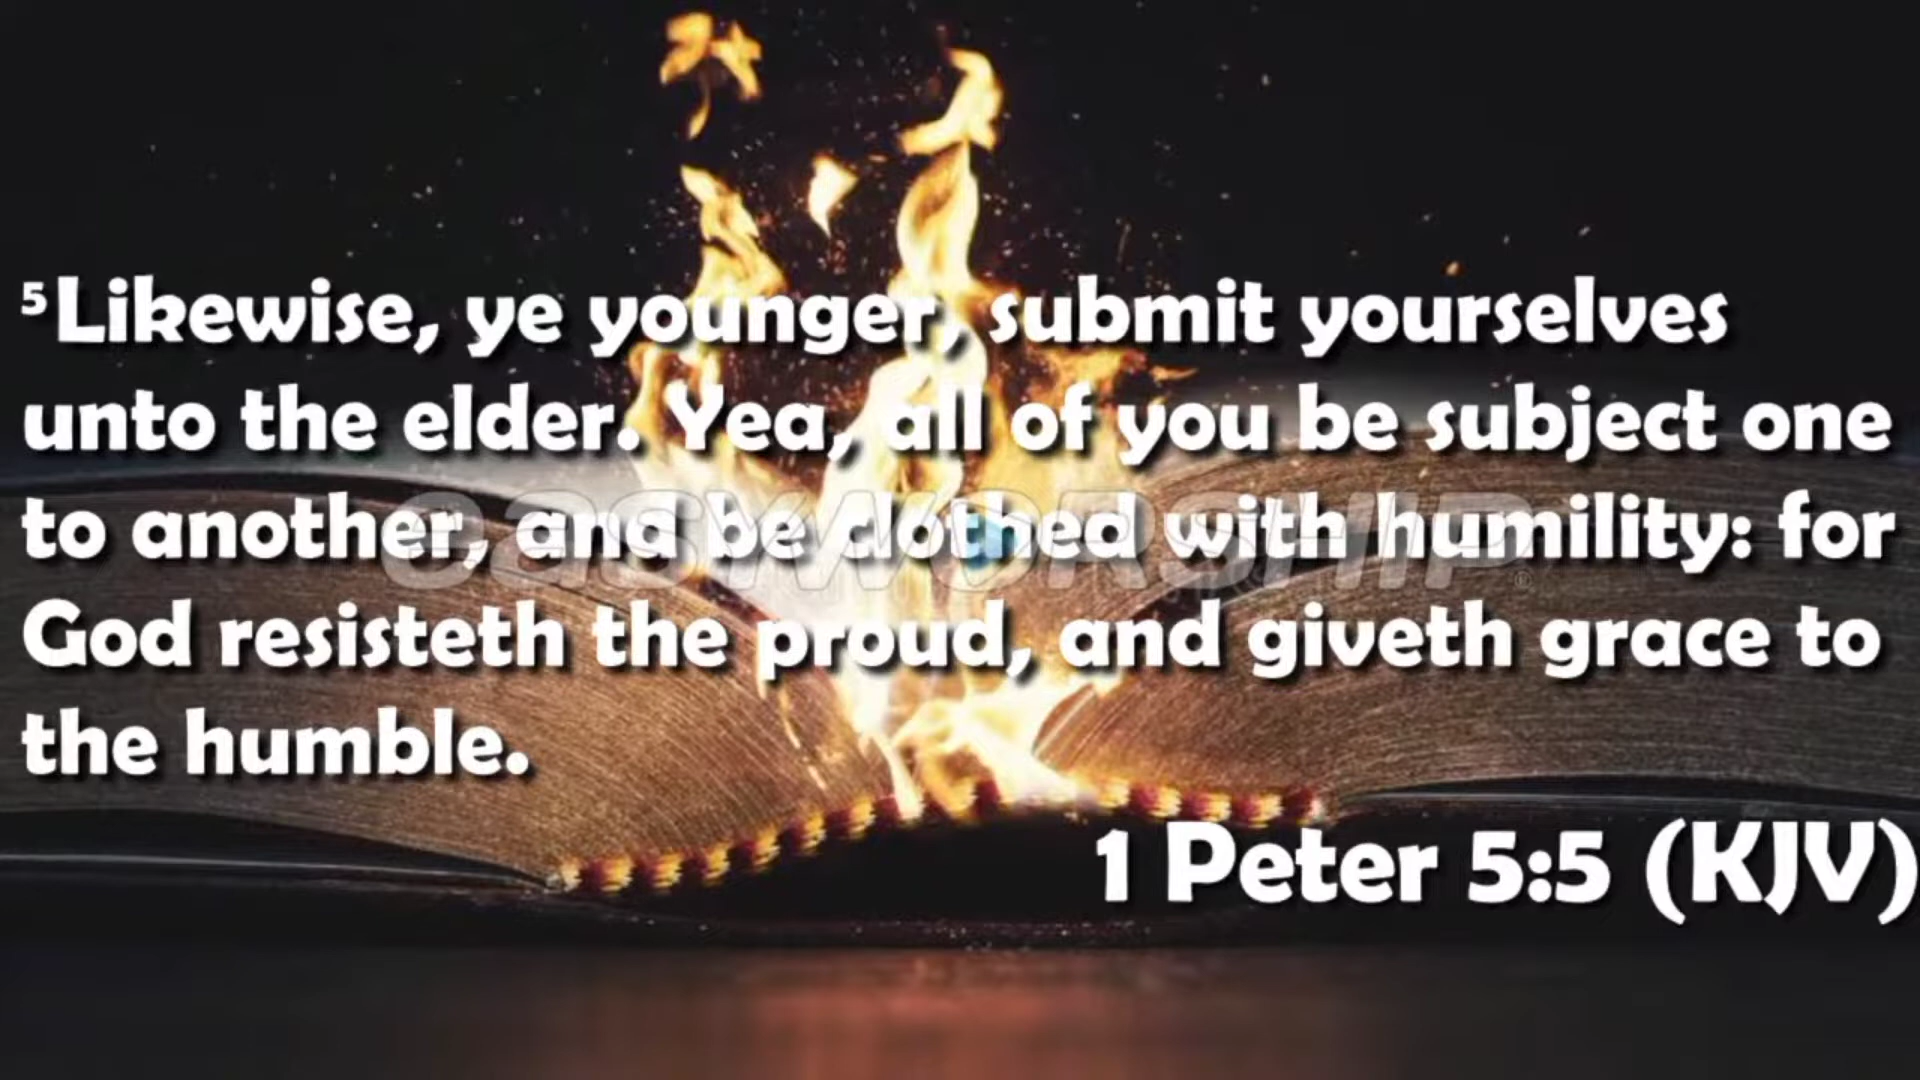 ⁵Likewise, ye younger, submit yourselves
unto the elder. Yea, all of you be subject one
to another, and be clothed with humility: for
God resisteth the proud, and giveth grace to
the humble.
1 Peter 5:5 (KJV)
easyworship®